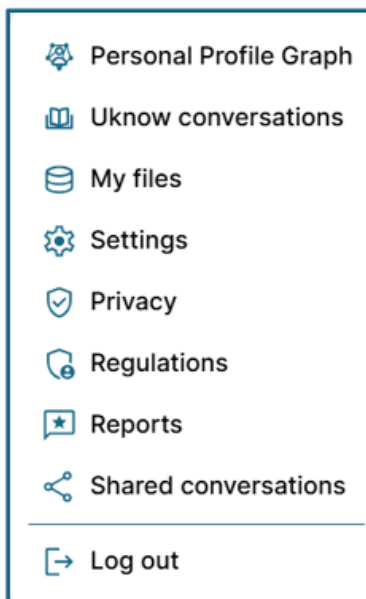 Personal Profile Graph
Uknow conversations
My files
Settings
Privacy
Regulations
Reports
Shared conversations
Log out